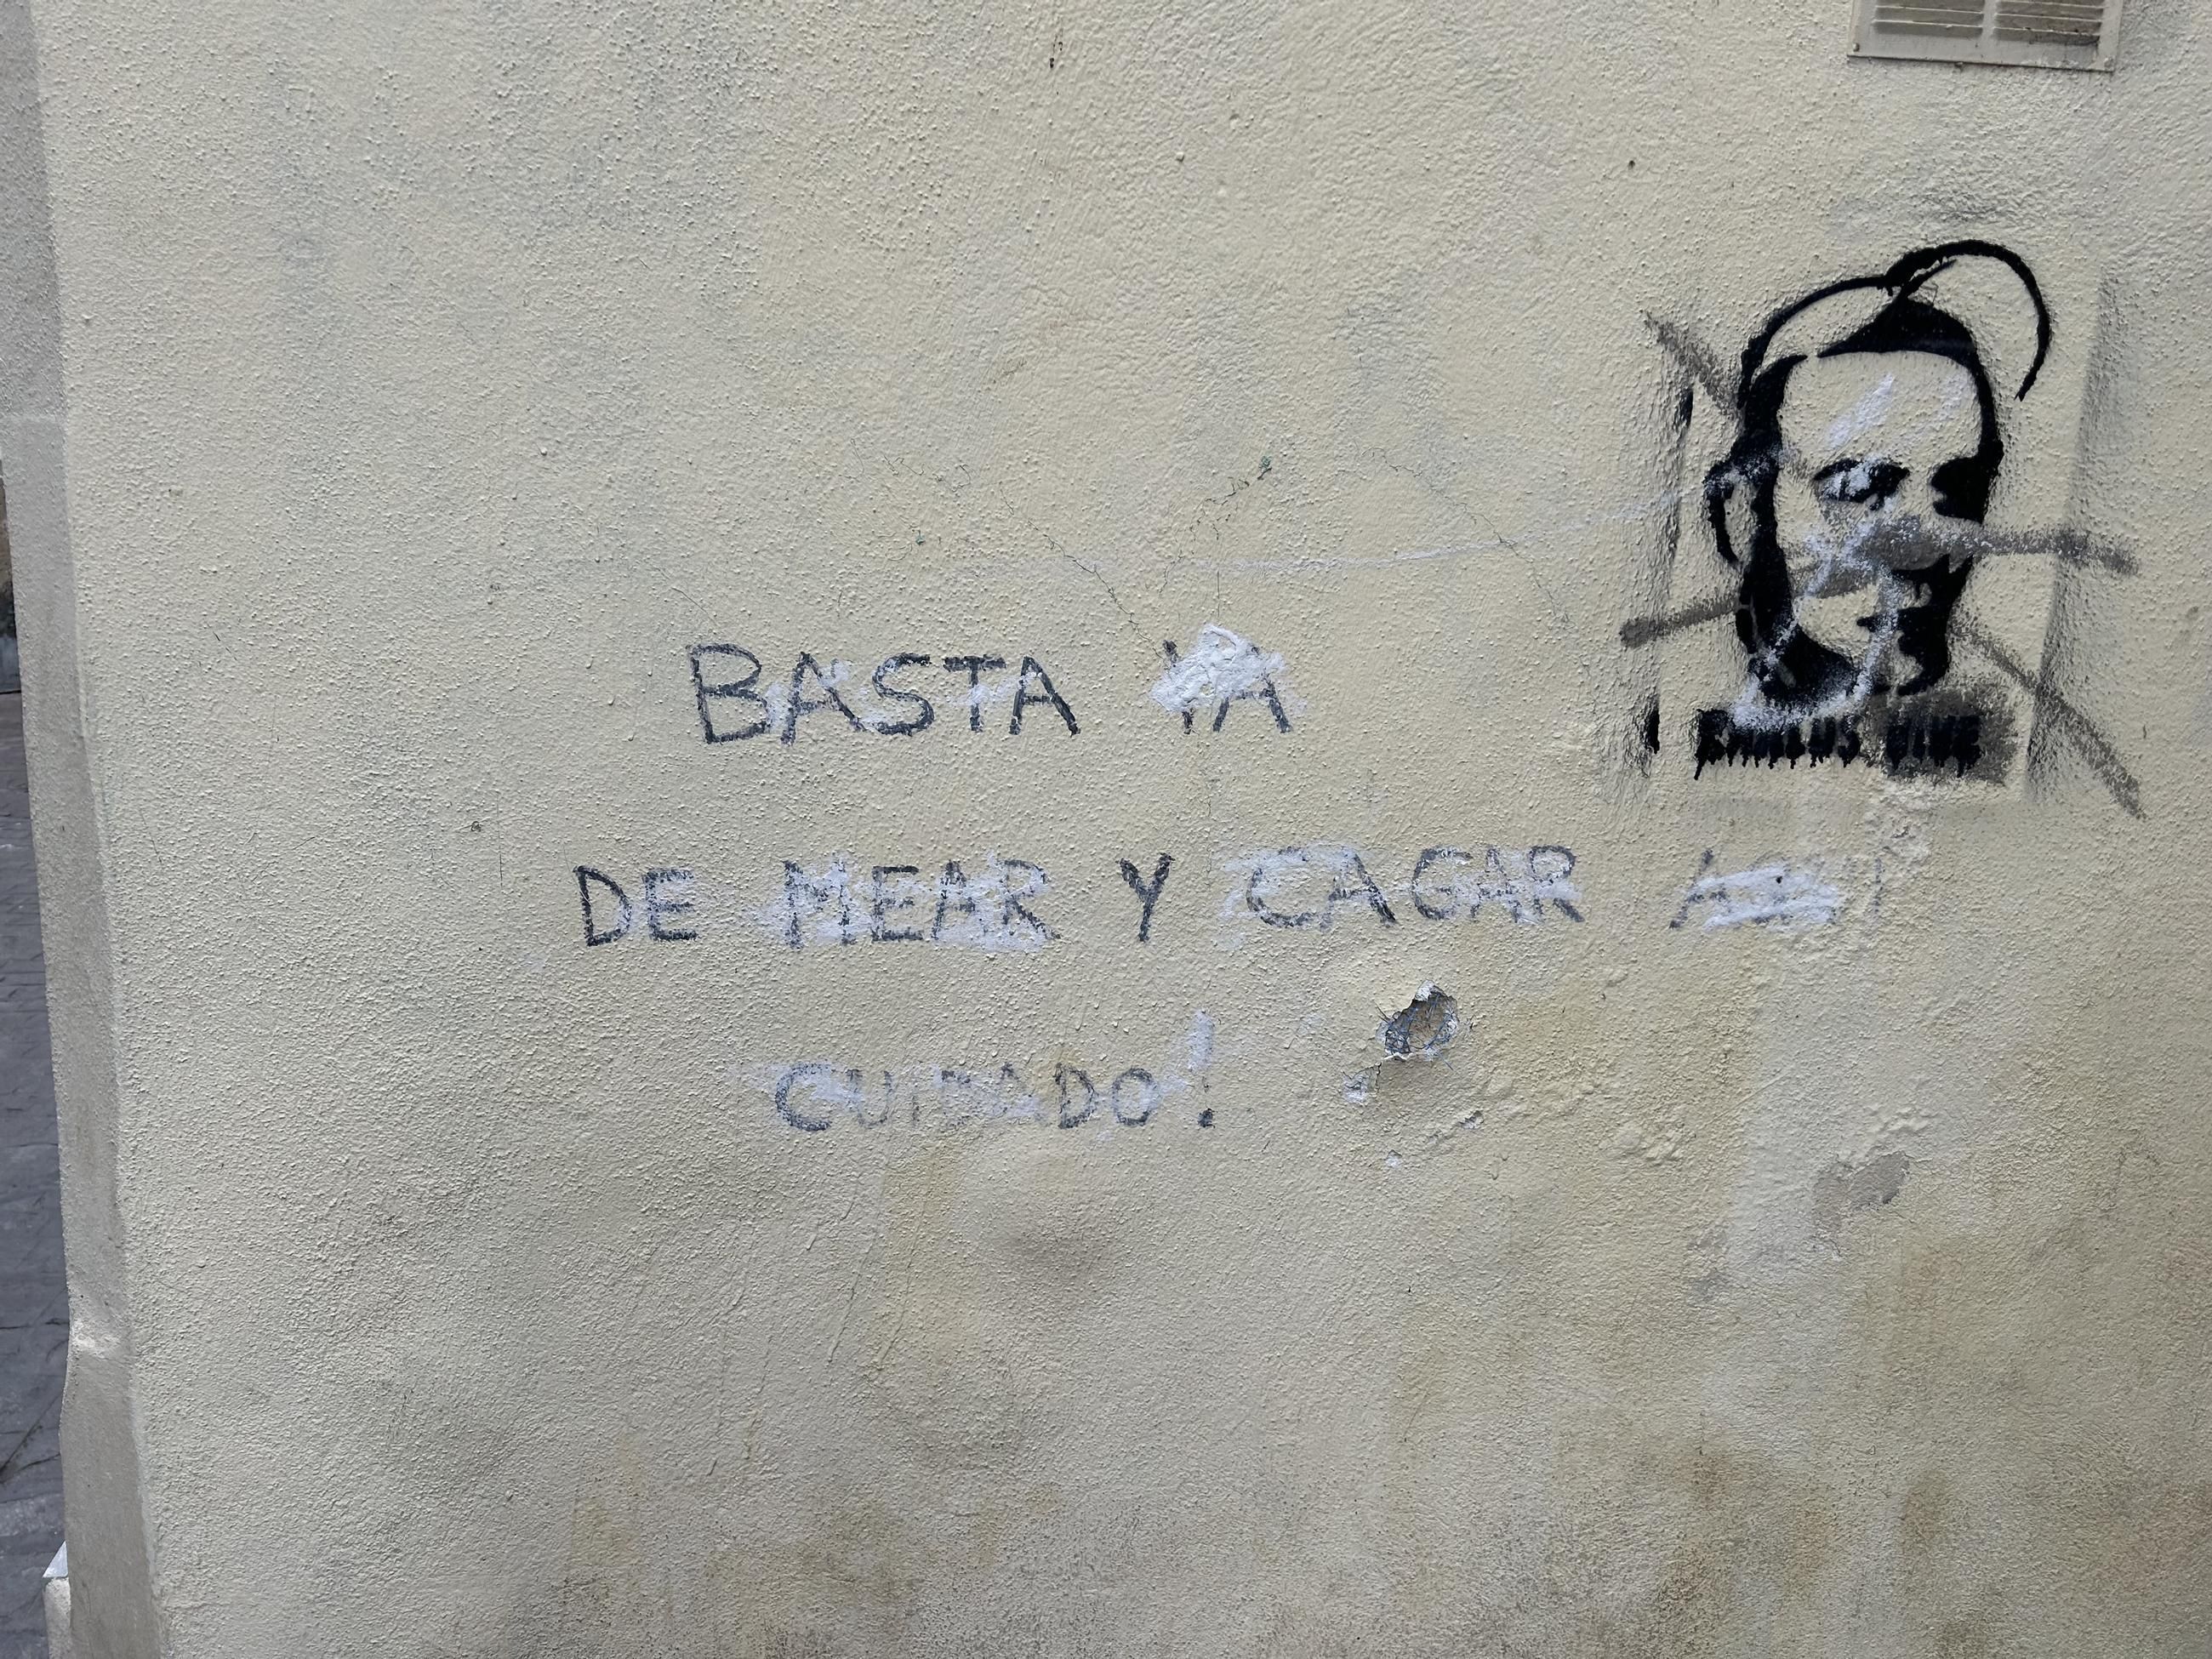 BASTA YA
DE MEAR Y CAGAR
CUIDADO!